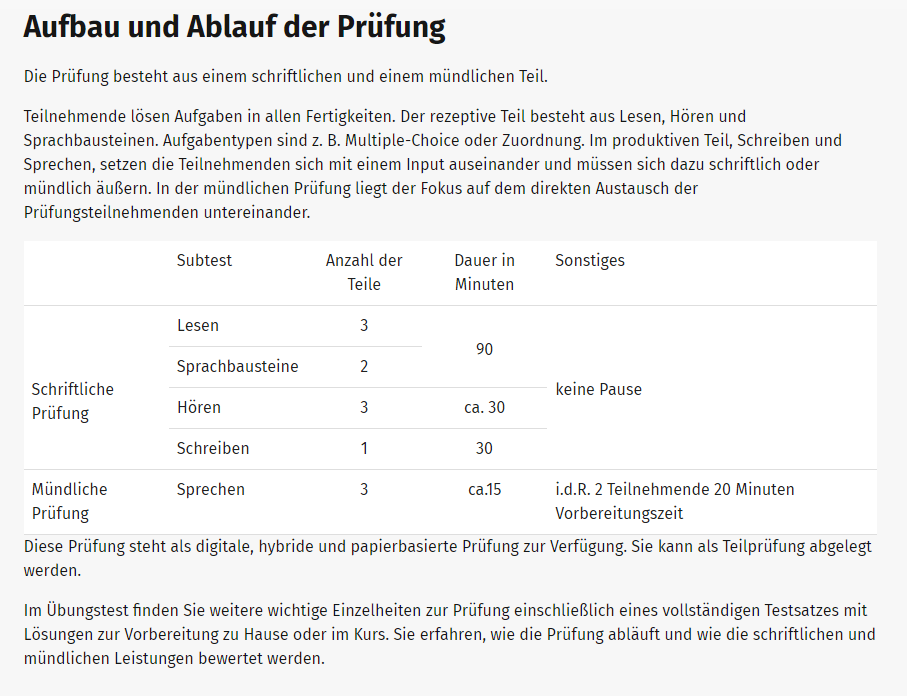 Aufbau und Ablauf der Prüfung
Die Prüfung besteht aus einem schriftlichen und einem mündlichen Teil.
Teilnehmende lösen Aufgaben in allen Fertigkeiten. Der rezeptive Teil besteht aus Lesen, Hören und
Sprachbausteinen. Aufgabentypen sind z. B. Multiple-Choice oder Zuordnung. Im produktiven Teil, Schreiben und
Sprechen, setzen die Teilnehmenden sich mit einem Input auseinander und müssen sich dazu schriftlich oder
mündlich äußern. In der mündlichen Prüfung liegt der Fokus auf dem direkten Austausch der
Prüfungsteilnehmenden untereinander.
Subtest Anzahl der Teile Dauer in Minuten Sonstiges
Schriftliche Prüfung
Lesen 3
90
Sprachbausteine 2
keine Pause
Hören 3 ca. 30
Schreiben 1 30
Mündliche Prüfung Sprechen 3 ca.15 i.d.R. 2 Teilnehmende 20 Minuten
Vorbereitungszeit
Diese Prüfung steht als digitale, hybride und papierbasierte Prüfung zur Verfügung. Sie kann als Teilprüfung abgelegt
werden.
Im Übungstest finden Sie weitere wichtige Einzelheiten zur Prüfung einschließlich eines vollständigen Testsatzes mit
Lösungen zur Vorbereitung zu Hause oder im Kurs. Sie erfahren, wie die Prüfung abläuft und wie die schriftlichen und
mündlichen Leistungen bewertet werden.